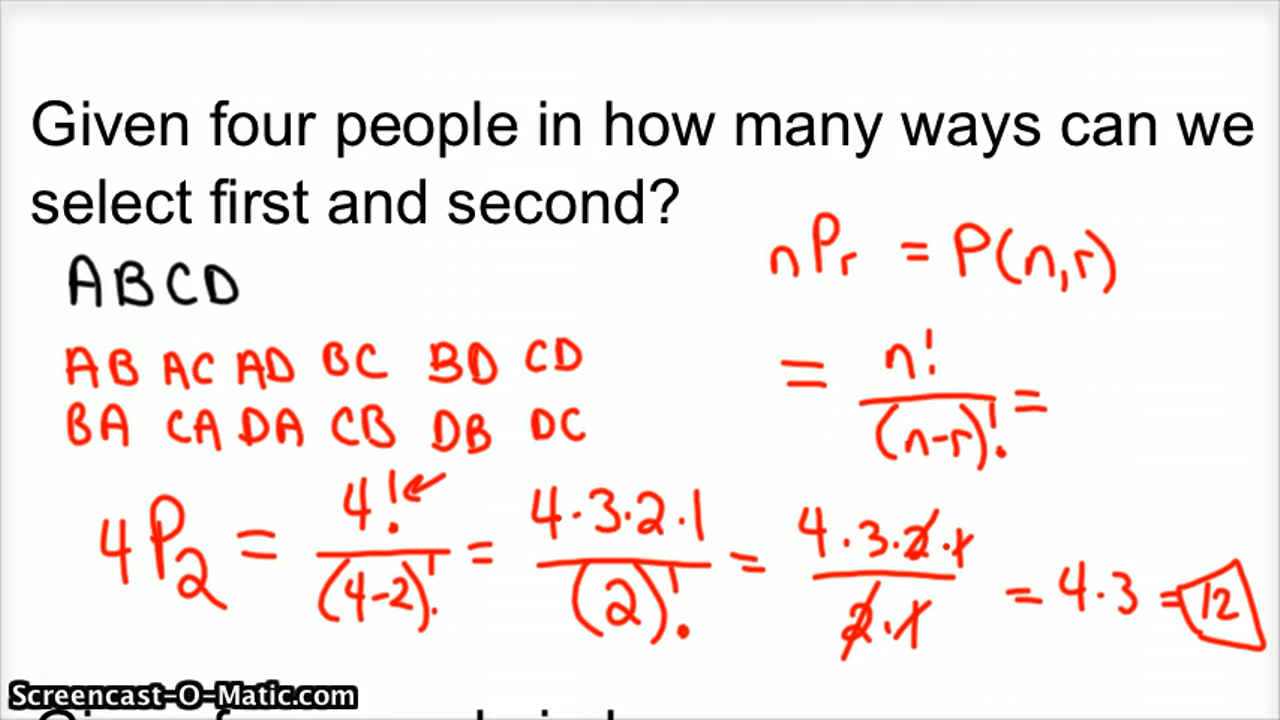 Given four people in how many ways can we
select first and second?
nPr = P(n,r)
ABCD
= n!/(n-r)! =
AB AC AD BC BD CD
BA CA DA CB DB DC
4P2 = 4!/(4-2)! = 4·3·2·1/(2)! = 4·3·2·1/2·1 = 4·3 = 12
Screencast-O-Matic.com